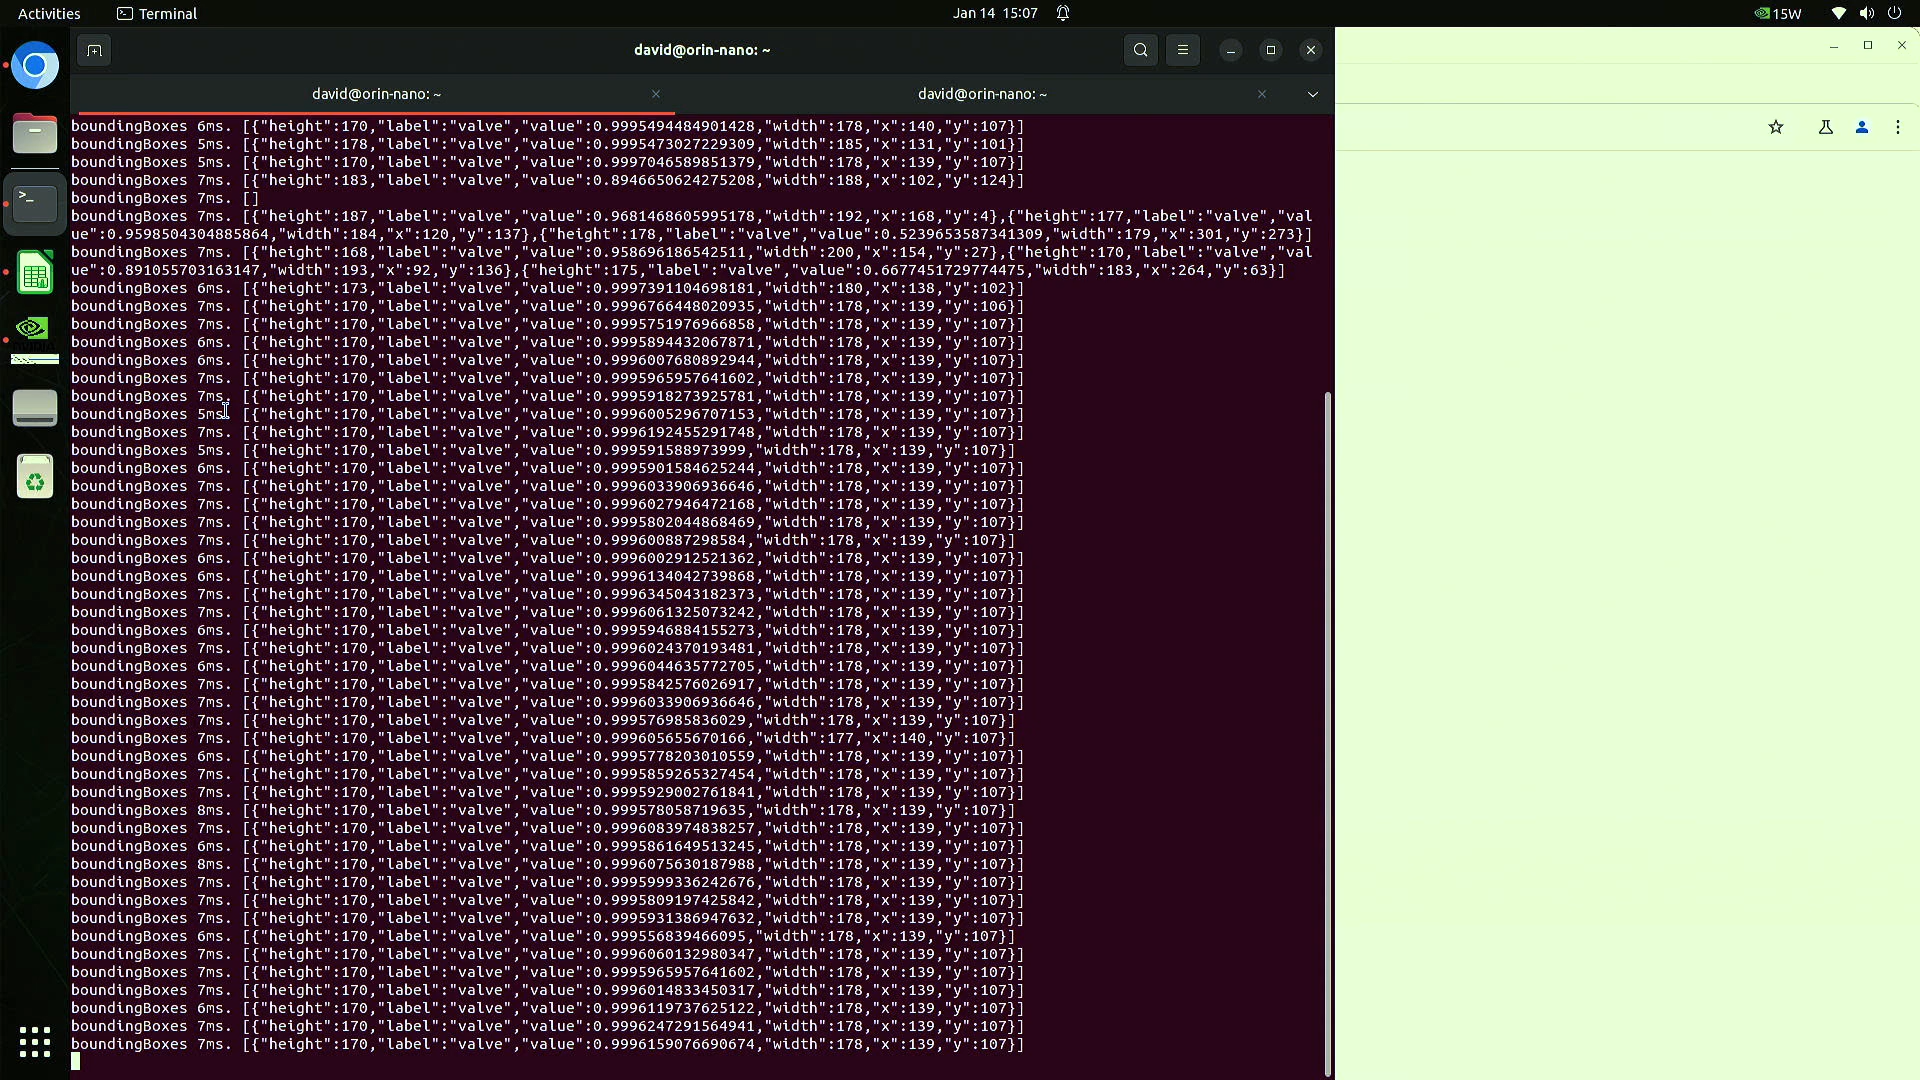 Activities
Terminal
Jan 14 15:07
15W
david@orin-nano: ~
david@orin-nano: ~
david@orin-nano: ~
boundingBoxes 6ms. [{"height":170,"label":"valve","value":0.9995494484901428,"width":178,"x":140,"y":107}]
boundingBoxes 5ms. [{"height":178,"label":"valve","value":0.9995473027229309,"width":185,"x":131,"y":101}]
boundingBoxes 5ms. [{"height":170,"label":"valve","value":0.9997046589851379,"width":178,"x":139,"y":107}]
boundingBoxes 7ms. [{"height":183,"label":"valve","value":0.8946650624275208,"width":188,"x":102,"y":124}]
boundingBoxes 7ms. []
boundingBoxes 7ms. [{"height":187,"label":"valve","value":0.9681468605995178,"width":192,"x":168,"y":4},{"height":177,"label":"valve","val
ue":0.9598504304885864,"width":184,"x":120,"y":137},{"height":178,"label":"valve","value":0.5239653587341309,"width":179,"x":301,"y":273}]
boundingBoxes 7ms. [{"height":168,"label":"valve","value":0.958696186542511,"width":200,"x":154,"y":27},{"height":170,"label":"valve","val
ue":0.891055703163147,"width":193,"x":92,"y":136},{"height":175,"label":"valve","value":0.6677451729774475,"width":183,"x":264,"y":63}]
boundingBoxes 6ms. [{"height":173,"label":"valve","value":0.9997391104698181,"width":180,"x":138,"y":102}]
boundingBoxes 7ms. [{"height":170,"label":"valve","value":0.9996766448020935,"width":178,"x":139,"y":106}]
boundingBoxes 7ms. [{"height":170,"label":"valve","value":0.9995751976966858,"width":178,"x":139,"y":107}]
boundingBoxes 6ms. [{"height":170,"label":"valve","value":0.9995894432067871,"width":178,"x":139,"y":107}]
boundingBoxes 6ms. [{"height":170,"label":"valve","value":0.9996007680892944,"width":178,"x":139,"y":107}]
boundingBoxes 7ms. [{"height":170,"label":"valve","value":0.9995965957641602,"width":178,"x":139,"y":107}]
boundingBoxes 7ms. [{"height":170,"label":"valve","value":0.9995918273925781,"width":178,"x":139,"y":107}]
boundingBoxes 5ms. [{"height":170,"label":"valve","value":0.9996005296707153,"width":178,"x":139,"y":107}]
boundingBoxes 7ms. [{"height":170,"label":"valve","value":0.9996192455291748,"width":178,"x":139,"y":107}]
boundingBoxes 5ms. [{"height":170,"label":"valve","value":0.999591588973999,"width":178,"x":139,"y":107}]
boundingBoxes 6ms. [{"height":170,"label":"valve","value":0.9995901584625244,"width":178,"x":139,"y":107}]
boundingBoxes 7ms. [{"height":170,"label":"valve","value":0.9996033906936646,"width":178,"x":139,"y":107}]
boundingBoxes 7ms. [{"height":170,"label":"valve","value":0.9996027946472168,"width":178,"x":139,"y":107}]
boundingBoxes 7ms. [{"height":170,"label":"valve","value":0.9995802044868469,"width":178,"x":139,"y":107}]
boundingBoxes 7ms. [{"height":170,"label":"valve","value":0.999600887298584,"width":178,"x":139,"y":107}]
boundingBoxes 6ms. [{"height":170,"label":"valve","value":0.9996002912521362,"width":178,"x":139,"y":107}]
boundingBoxes 6ms. [{"height":170,"label":"valve","value":0.9996134042739868,"width":178,"x":139,"y":107}]
boundingBoxes 7ms. [{"height":170,"label":"valve","value":0.9996345043182373,"width":178,"x":139,"y":107}]
boundingBoxes 7ms. [{"height":170,"label":"valve","value":0.9996061325073242,"width":178,"x":139,"y":107}]
boundingBoxes 6ms. [{"height":170,"label":"valve","value":0.9995946884155273,"width":178,"x":139,"y":107}]
boundingBoxes 7ms. [{"height":170,"label":"valve","value":0.9996024370193481,"width":178,"x":139,"y":107}]
boundingBoxes 6ms. [{"height":170,"label":"valve","value":0.9996044635772705,"width":178,"x":139,"y":107}]
boundingBoxes 7ms. [{"height":170,"label":"valve","value":0.9995842576026917,"width":178,"x":139,"y":107}]
boundingBoxes 7ms. [{"height":170,"label":"valve","value":0.9996033906936646,"width":178,"x":139,"y":107}]
boundingBoxes 7ms. [{"height":170,"label":"valve","value":0.999576985836029,"width":178,"x":139,"y":107}]
boundingBoxes 7ms. [{"height":170,"label":"valve","value":0.999605655670166,"width":177,"x":140,"y":107}]
boundingBoxes 6ms. [{"height":170,"label":"valve","value":0.9995778203010559,"width":178,"x":139,"y":107}]
boundingBoxes 7ms. [{"height":170,"label":"valve","value":0.9995859265327454,"width":178,"x":139,"y":107}]
boundingBoxes 7ms. [{"height":170,"label":"valve","value":0.9995929002761841,"width":178,"x":139,"y":107}]
boundingBoxes 8ms. [{"height":170,"label":"valve","value":0.999578058719635,"width":178,"x":139,"y":107}]
boundingBoxes 7ms. [{"height":170,"label":"valve","value":0.9996083974838257,"width":178,"x":139,"y":107}]
boundingBoxes 6ms. [{"height":170,"label":"valve","value":0.9995861649513245,"width":178,"x":139,"y":107}]
boundingBoxes 8ms. [{"height":170,"label":"valve","value":0.9996075630187988,"width":178,"x":139,"y":107}]
boundingBoxes 7ms. [{"height":170,"label":"valve","value":0.9995999336242676,"width":178,"x":139,"y":107}]
boundingBoxes 7ms. [{"height":170,"label":"valve","value":0.9995809197425842,"width":178,"x":139,"y":107}]
boundingBoxes 7ms. [{"height":170,"label":"valve","value":0.9995931386947632,"width":178,"x":139,"y":107}]
boundingBoxes 6ms. [{"height":170,"label":"valve","value":0.999556839466095,"width":178,"x":139,"y":107}]
boundingBoxes 7ms. [{"height":170,"label":"valve","value":0.9996060132980347,"width":178,"x":139,"y":107}]
boundingBoxes 7ms. [{"height":170,"label":"valve","value":0.9995965957641602,"width":178,"x":139,"y":107}]
boundingBoxes 7ms. [{"height":170,"label":"valve","value":0.9996014833450317,"width":178,"x":139,"y":107}]
boundingBoxes 6ms. [{"height":170,"label":"valve","value":0.9996119737625122,"width":178,"x":139,"y":107}]
boundingBoxes 7ms. [{"height":170,"label":"valve","value":0.9996247291564941,"width":178,"x":139,"y":107}]
boundingBoxes 7ms. [{"height":170,"label":"valve","value":0.9996159076690674,"width":178,"x":139,"y":107}]